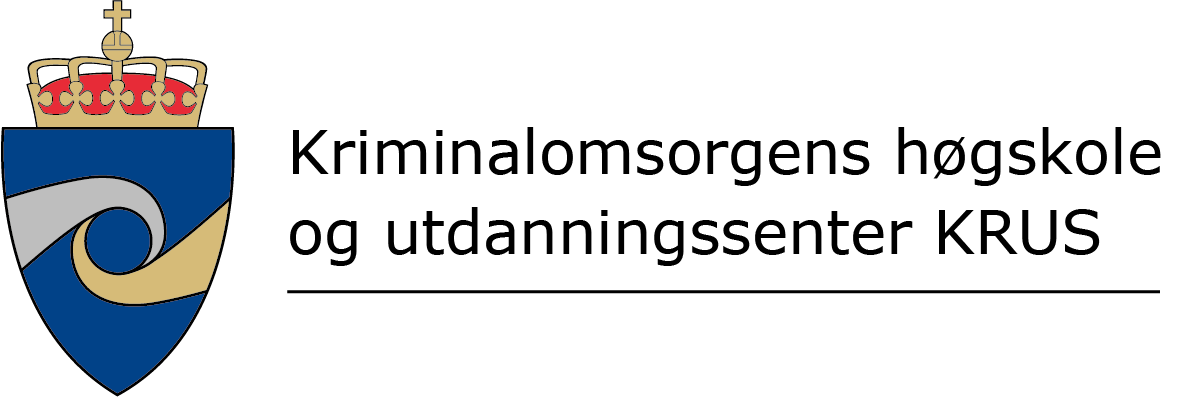 Kriminalomsorgens høgskole
og utdanningssenter KRUS